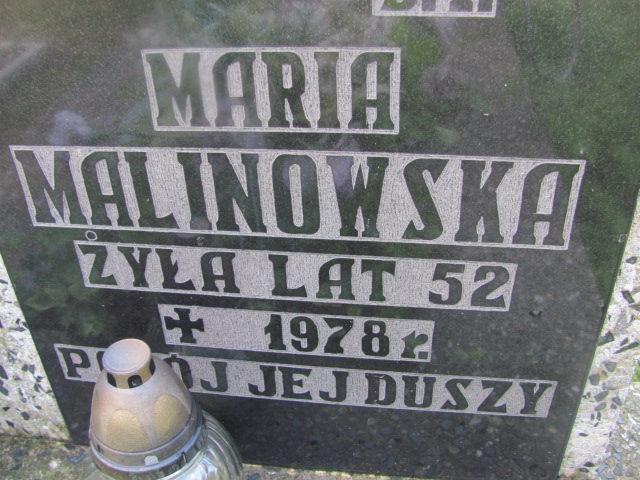 MARIA
MALINOWSKA
ŻYŁA LAT 52
✝ 1978 r.
JEJ DUSZY